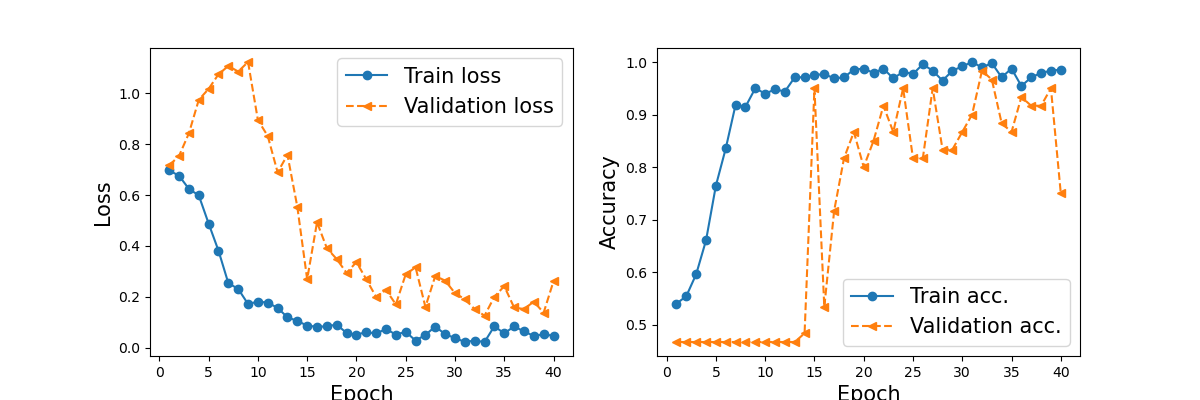 Train loss
Validation loss
1.0
0.8
0.6
0.4
0.2
0.0
Loss
0 5 10 15 20 25 30 35 40
Epoch
1.0
0.9
0.8
0.7
0.6
0.5
Accuracy
Train acc.
Validation acc.
0 5 10 15 20 25 30 35 40
Epoch